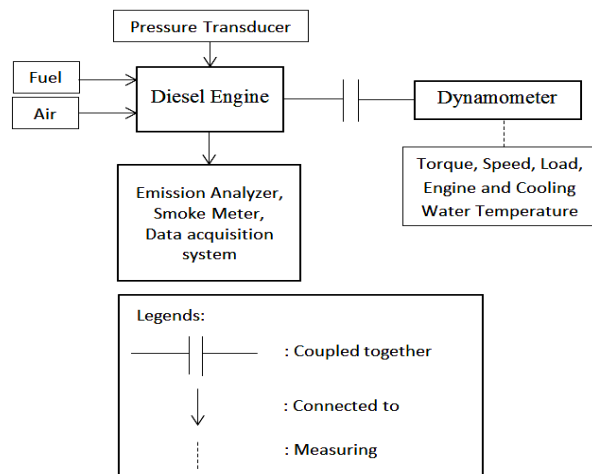 Pressure Transducer
Fuel
Air
Diesel Engine
Dynamometer
Emission Analyzer,
Smoke Meter,
Data acquisition
system
Torque, Speed, Load,
Engine and Cooling
Water Temperature
Legends:
: Coupled together
: Connected to
: Measuring